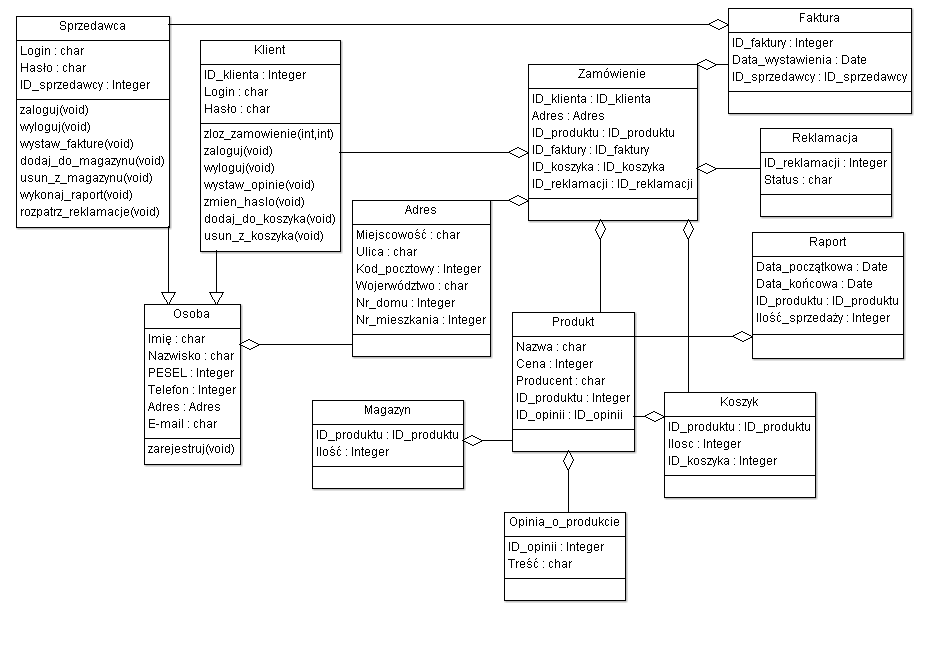 Sprzedawca
Login : char
Hasło : char
ID_sprzedawcy : Integer
zaloguj(void)
wyloguj(void)
wystaw_fakture(void)
dodaj_do_magazynu(void)
usun_z_magazynu(void)
wykonaj_raport(void)
rozpatrz_reklamacje(void)
Klient
ID_klienta : Integer
Login : char
Hasło : char
zloz_zamowienie(int,int)
zaloguj(void)
wyloguj(void)
wystaw_opinie(void)
zmien_haslo(void)
dodaj_do_koszyka(void)
usun_z_koszyka(void)
Zamówienie
ID_klienta : ID_klienta
Adres : Adres
ID_produktu : ID_produktu
ID_faktury : ID_faktury
ID_koszyka : ID_koszyka
ID_reklamacji : ID_reklamacji
Faktura
ID_faktury : Integer
Data_wystawienia : Date
ID_sprzedawcy : ID_sprzedawcy
Reklamacja
ID_reklamacji : Integer
Status : char
Adres
Miejscowość : char
Ulica : char
Kod_pocztowy : Integer
Wojerwództwo : char
Nr_domu : Integer
Nr_mieszkania : Integer
Raport
Data_początkowa : Date
Data_końcowa : Date
ID_produktu : ID_produktu
Ilość_sprzedaży : Integer
Osoba
Imię : char
Nazwisko : char
PESEL : Integer
Telefon : Integer
Adres : Adres
E-mail : char
zarejestruj(void)
Produkt
Nazwa : char
Cena : Integer
Producent : char
ID_produktu : Integer
ID_opinii : ID_opinii
Magazyn
ID_produktu : ID_produktu
Ilość : Integer
Koszyk
ID_produktu : ID_produktu
Ilosc : Integer
ID_koszyka : Integer
Opinia_o_produkcie
ID_opinii : Integer
Treść : char